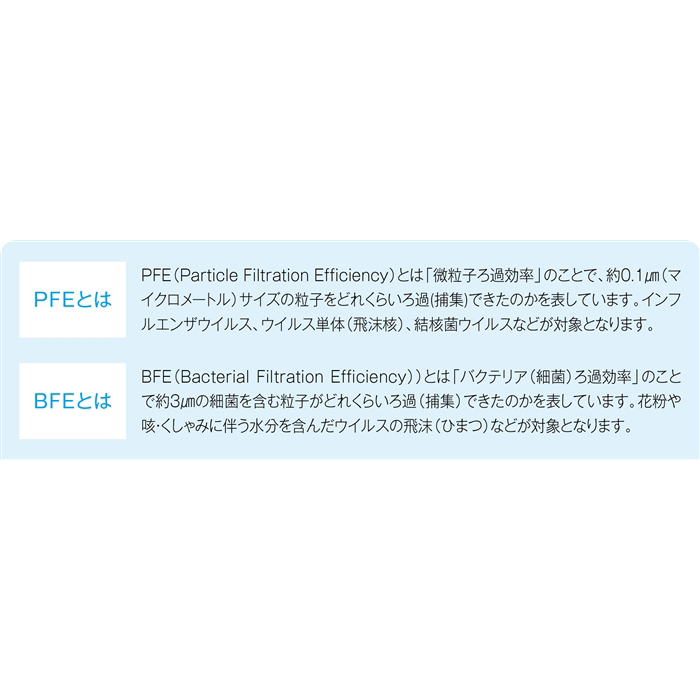 PFEとは
PFE（Particle Filtration Efficiency）とは「微粒子ろ過効率」のことで、約0.1㎛（マ
イクロメートル）サイズの粒子をどれくらいろ過(捕集)できたのかを表しています。インフ
ルエンザウイルス、ウイルス単体（飛沫核）、結核菌ウイルスなどが対象となります。
BFEとは
BFE（Bacterial Filtration Efficiency））とは「バクテリア（細菌）ろ過効率」のこと
で約3㎛の細菌を含む粒子がどれくらいろ過（捕集）できたのかを表しています。花粉や
咳・くしゃみに伴う水分を含んだウイルスの飛沫（ひまつ）などが対象となります。